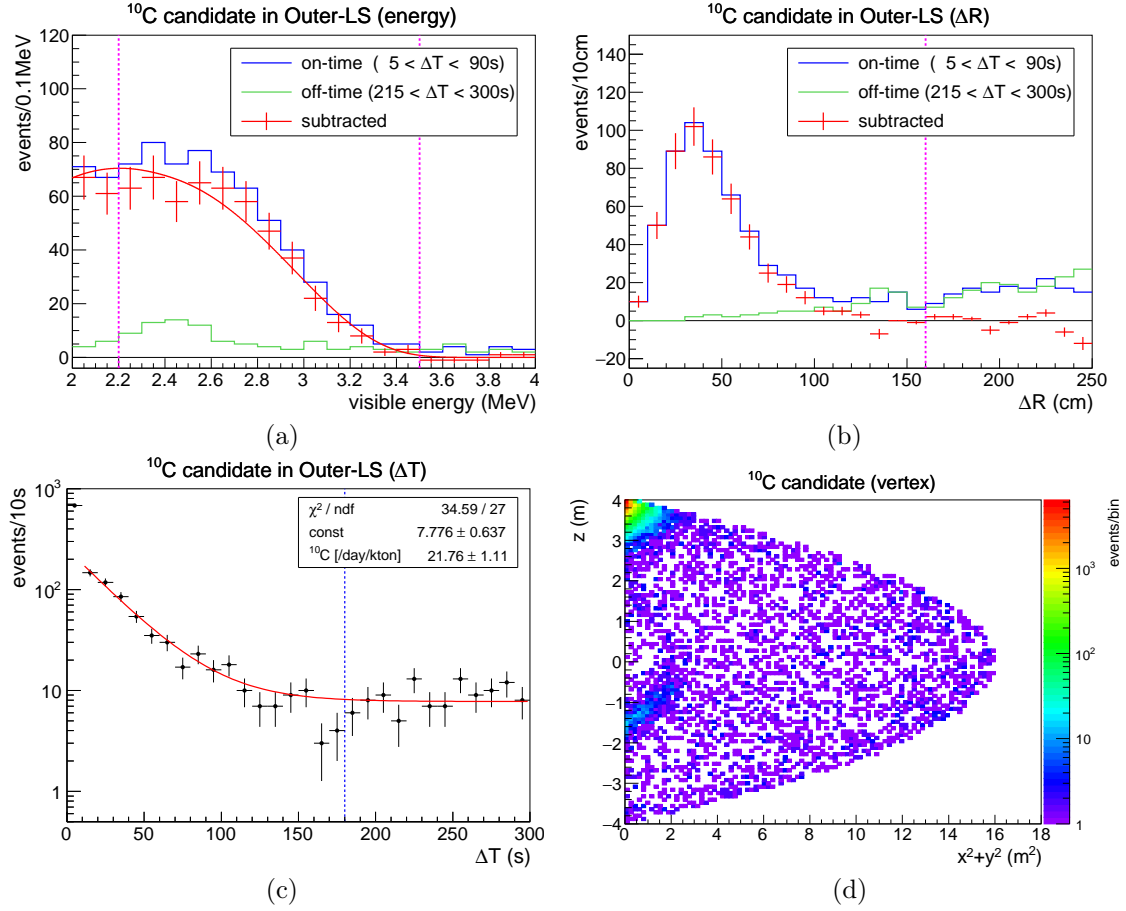 ¹⁰C candidate in Outer-LS (energy)
events/0.1MeV
120
100
80
60
40
20
0
on-time ( 5 < ΔT < 90s)
off-time (215 < ΔT < 300s)
subtracted
2 2.2 2.4 2.6 2.8 3 3.2 3.4 3.6 3.8 4
visible energy (MeV)
(a)
¹⁰C candidate in Outer-LS (ΔR)
events/10cm
140
120
100
80
60
40
20
0
−20
on-time ( 5 < ΔT < 90s)
off-time (215 < ΔT < 300s)
subtracted
0 50 100 150 200 250
ΔR (cm)
(b)
¹⁰C candidate in Outer-LS (ΔT)
events/10s
10³
10²
10
1
χ² / ndf 34.59 / 27
const 7.776 ± 0.637
¹⁰C [/day/kton] 21.76 ± 1.11
0 50 100 150 200 250 300
ΔT (s)
(c)
¹⁰C candidate (vertex)
z (m)
4
3
2
1
0
−1
−2
−3
−4
0 2 4 6 8 10 12 14 16 18
x²+y² (m²)
events/bin
10³
10²
10
1
(d)